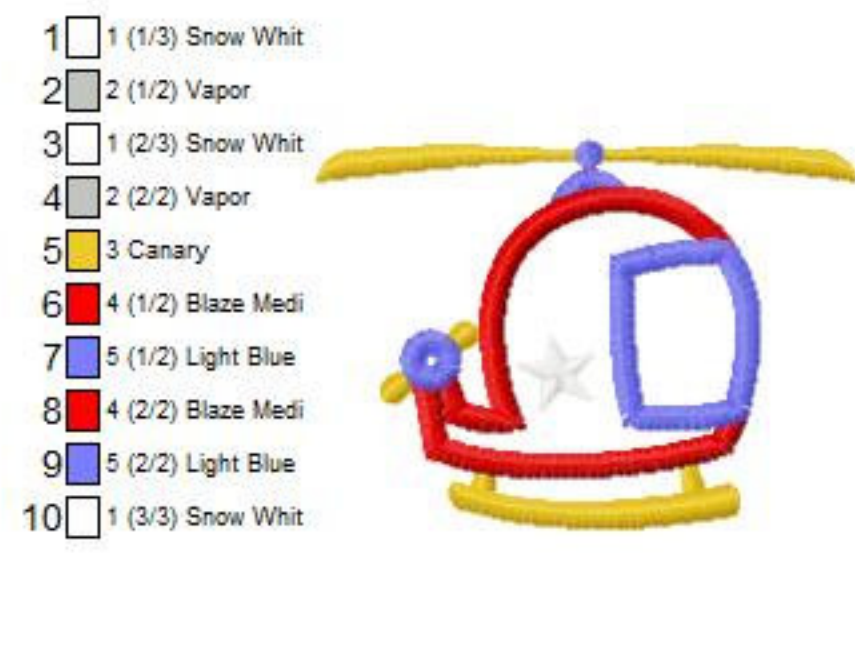 1 1 (1/3) Snow Whit
2 2 (1/2) Vapor
3 1 (2/3) Snow Whit
4 2 (2/2) Vapor
5 3 Canary
6 4 (1/2) Blaze Medi
7 5 (1/2) Light Blue
8 4 (2/2) Blaze Medi
9 5 (2/2) Light Blue
10 1 (3/3) Snow Whit